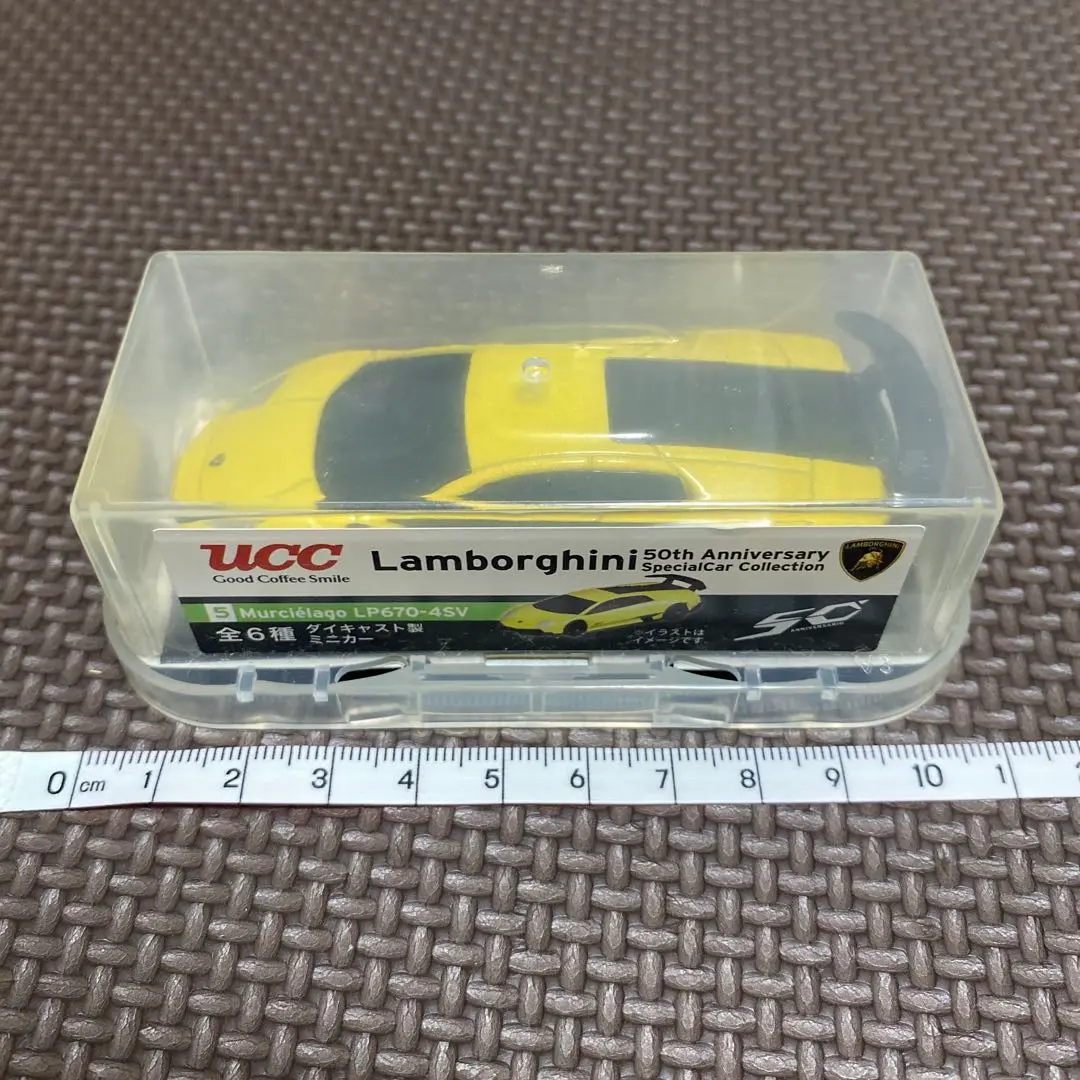 UCC
Good Coffee Smile
Lamborghini
50th Anniversary
SpecialCar Collection
LAMBORGHINI
5 Murciélago LP670-4SV
全6種 ダイキャスト製
ミニカー
※イラストは
イメージです
50
ANNIVERSARIO
0 cm 1 2 3 4 5 6 7 8 9 10 1